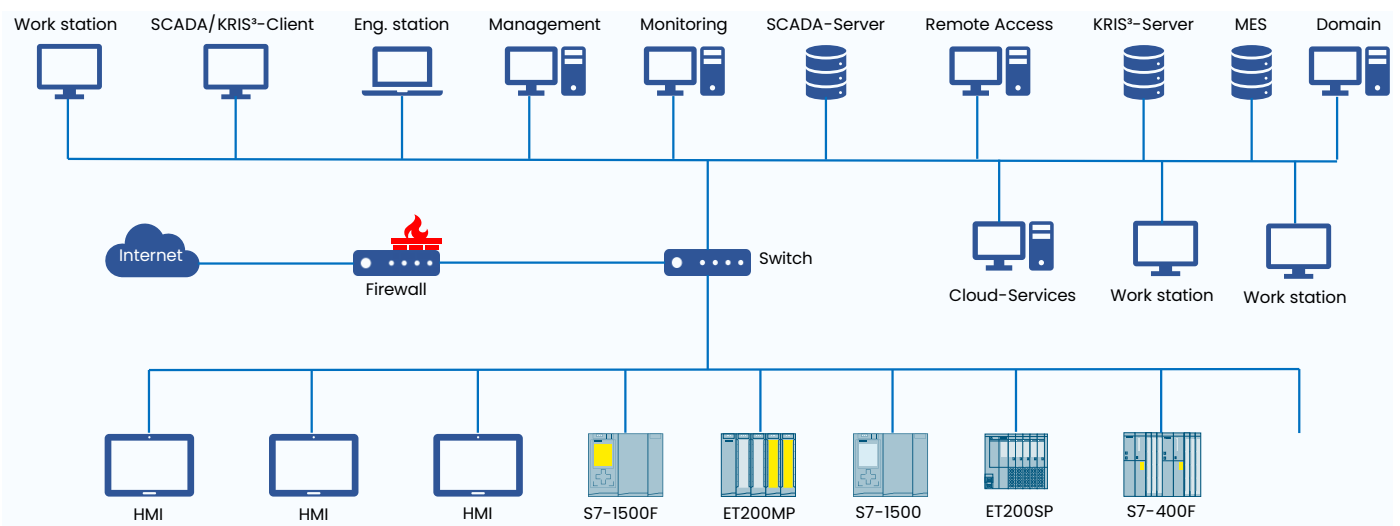 Work station
SCADA/KRIS³-Client
Eng. station
Management
Monitoring
SCADA-Server
Remote Access
KRIS³-Server
MES
Domain
Internet
Firewall
Switch
Cloud-Services
Work station
Work station
HMI
HMI
HMI
S7-1500F
ET200MP
S7-1500
ET200SP
S7-400F